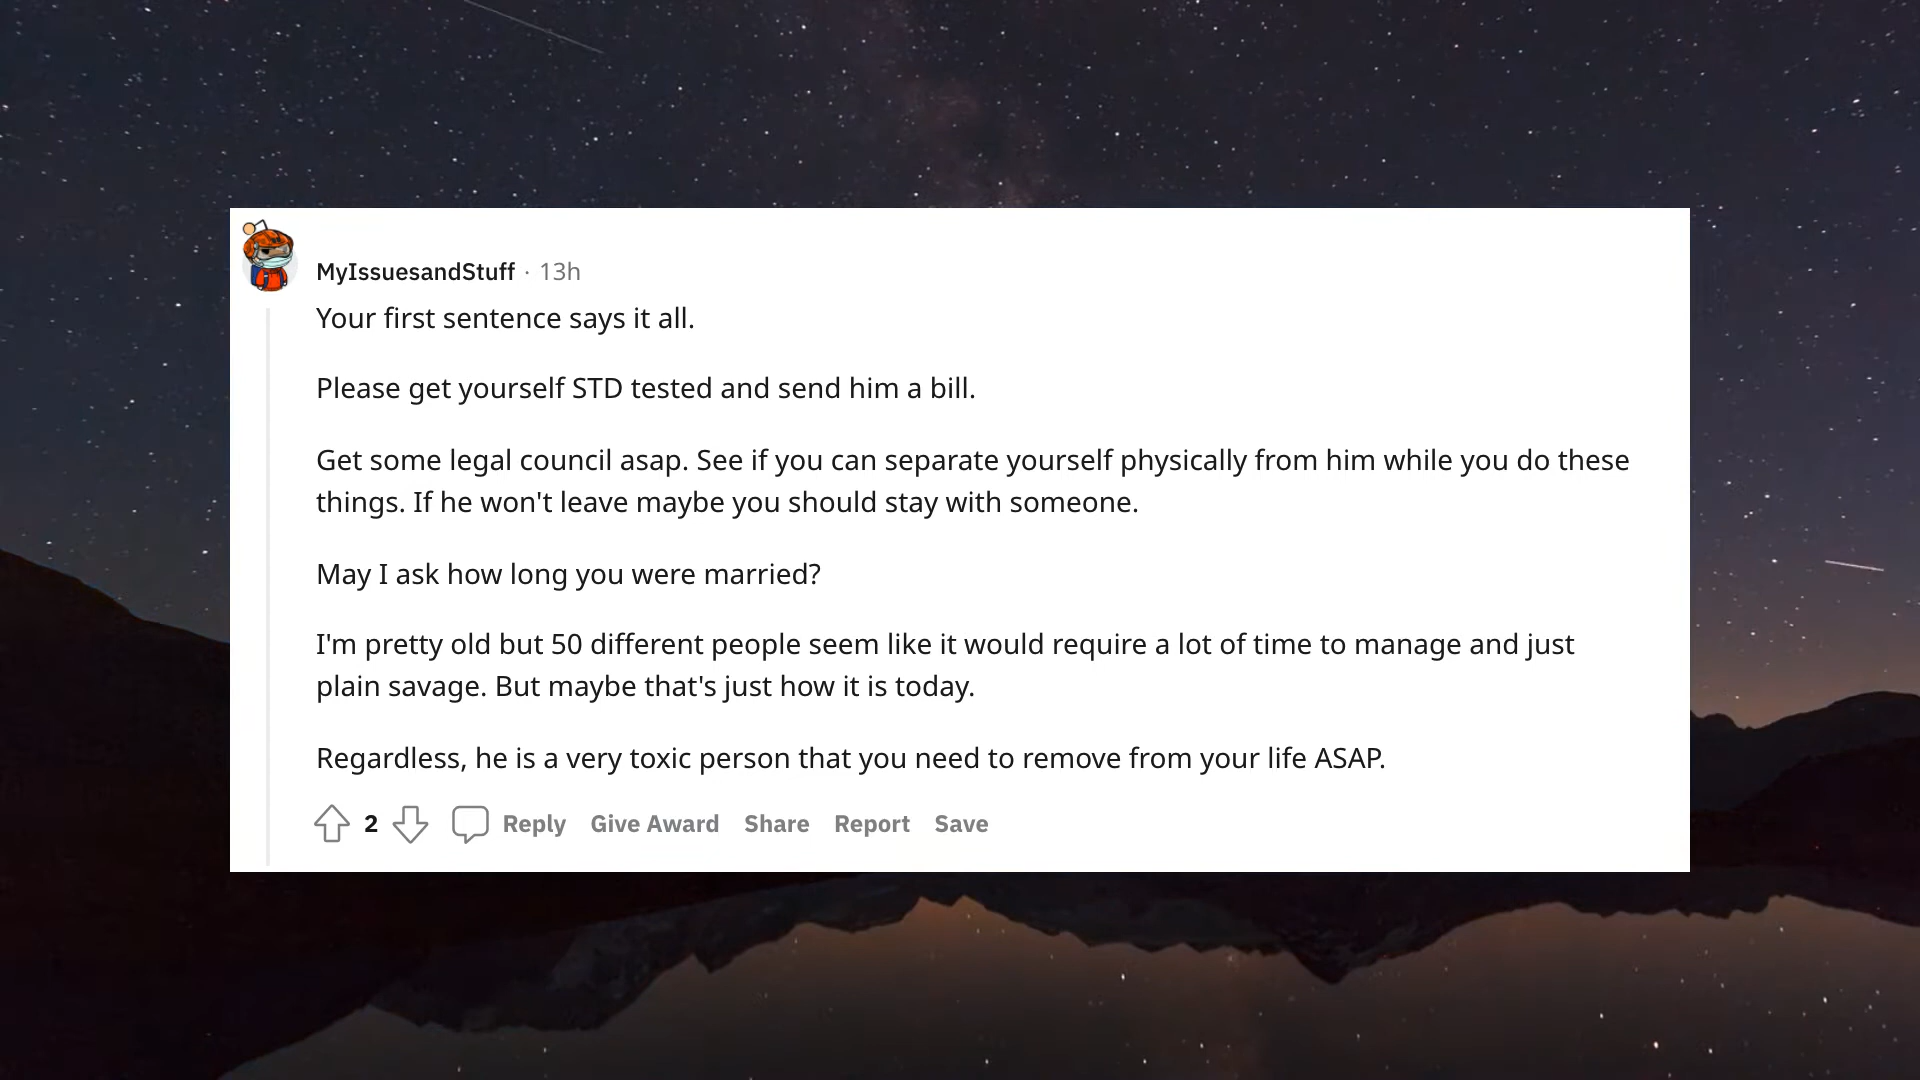 MyIssuesandStuff · 13h
Your first sentence says it all.
Please get yourself STD tested and send him a bill.
Get some legal council asap. See if you can separate yourself physically from him while you do these
things. If he won't leave maybe you should stay with someone.
May I ask how long you were married?
I'm pretty old but 50 different people seem like it would require a lot of time to manage and just
plain savage. But maybe that's just how it is today.
Regardless, he is a very toxic person that you need to remove from your life ASAP.
2 Reply Give Award Share Report Save